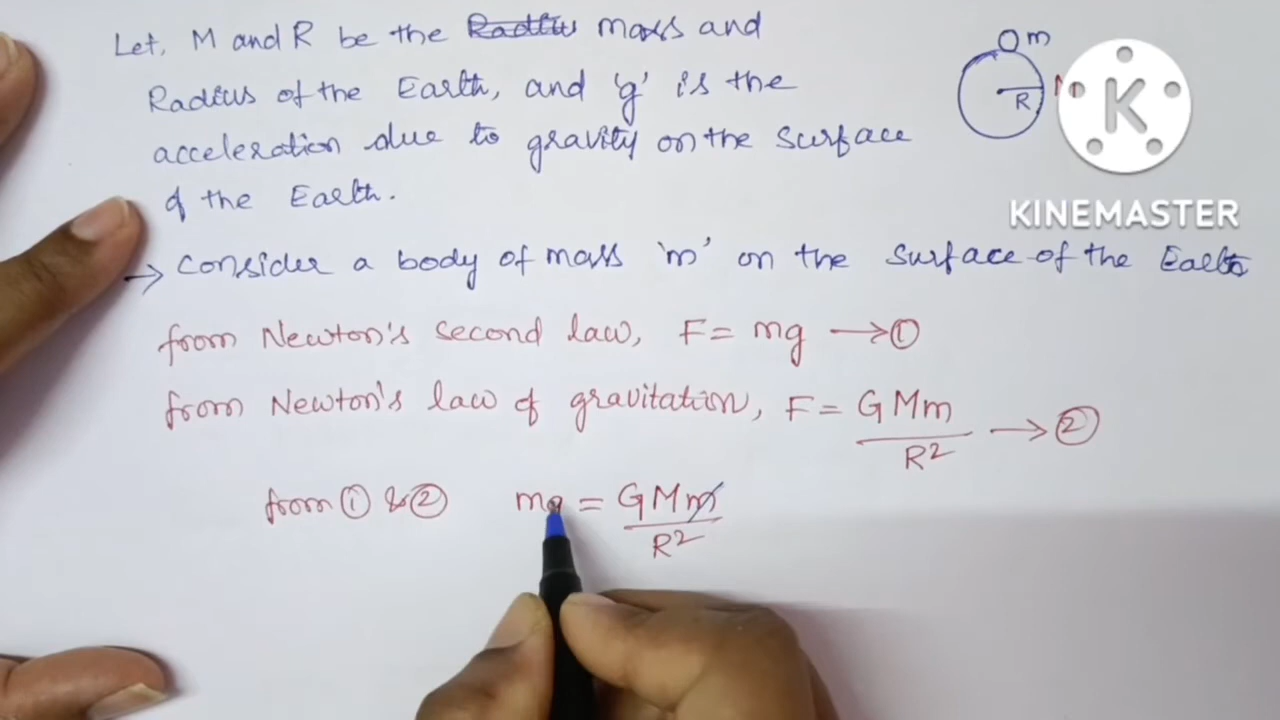 Let, M and R be the Radius mass and
Radius of the Earth, and 'g' is the
acceleration due to gravity on the surface
of the Earth.
→ consider a body of mass 'm' on the surface of the Earth
from Newton's second law, F = mg → ①
from Newton's law of gravitation, F = GMm / R² → ②
from ① & ② mg = GMm / R²
m
R
M
K
KINEMASTER